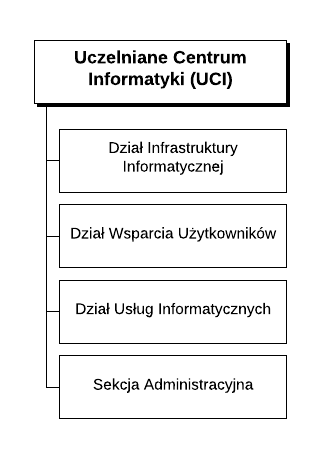 Uczelniane Centrum
Informatyki (UCI)
Dział Infrastruktury
Informatycznej
Dział Wsparcia Użytkowników
Dział Usług Informatycznych
Sekcja Administracyjna